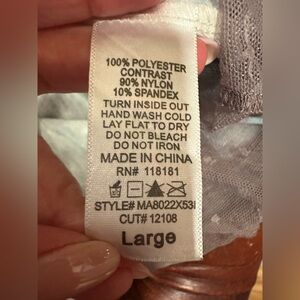 100% POLYESTER
CONTRAST
90% NYLON
10% SPANDEX
TURN INSIDE OUT
HAND WASH COLD
LAY FLAT TO DRY
DO NOT BLEACH
DO NOT IRON
MADE IN CHINA
RN# 118181
STYLE# MA8022X53I
CUT# 12108
Large